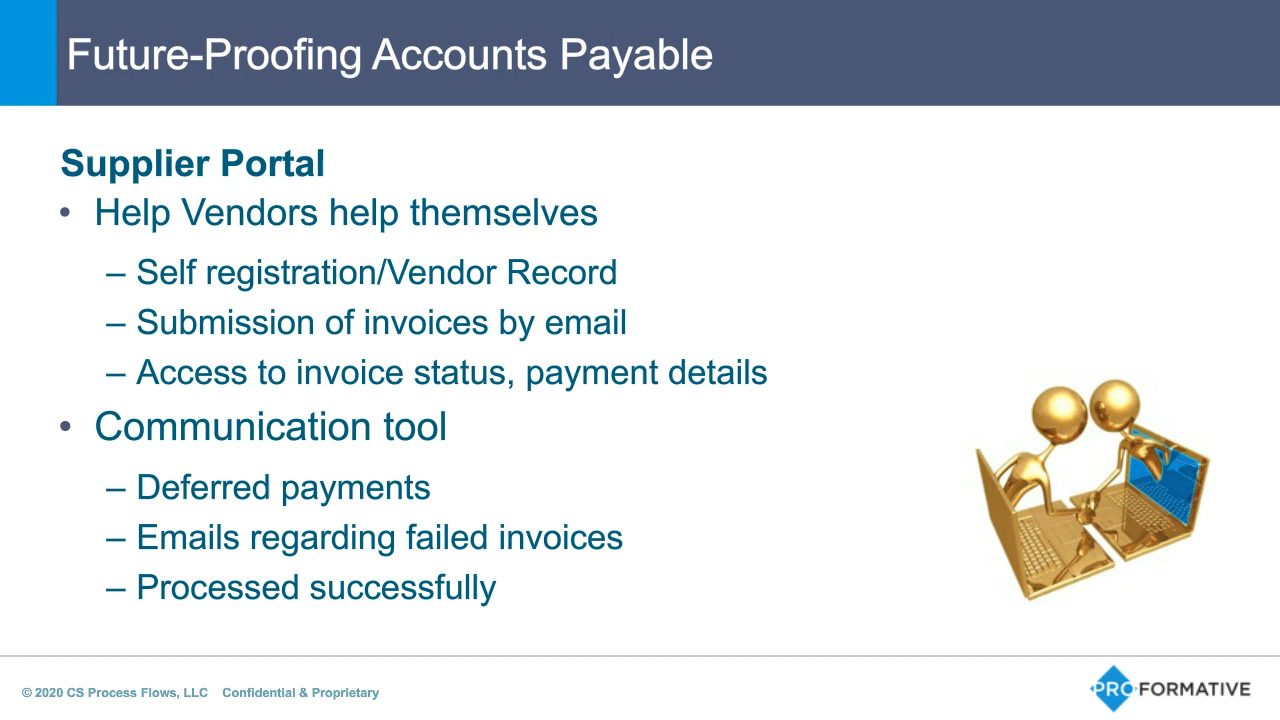 Future-Proofing Accounts Payable
Supplier Portal
• Help Vendors help themselves
– Self registration/Vendor Record
– Submission of invoices by email
– Access to invoice status, payment details
• Communication tool
– Deferred payments
– Emails regarding failed invoices
– Processed successfully
© 2020 CS Process Flows, LLC Confidential & Proprietary
PROFORMATIVE